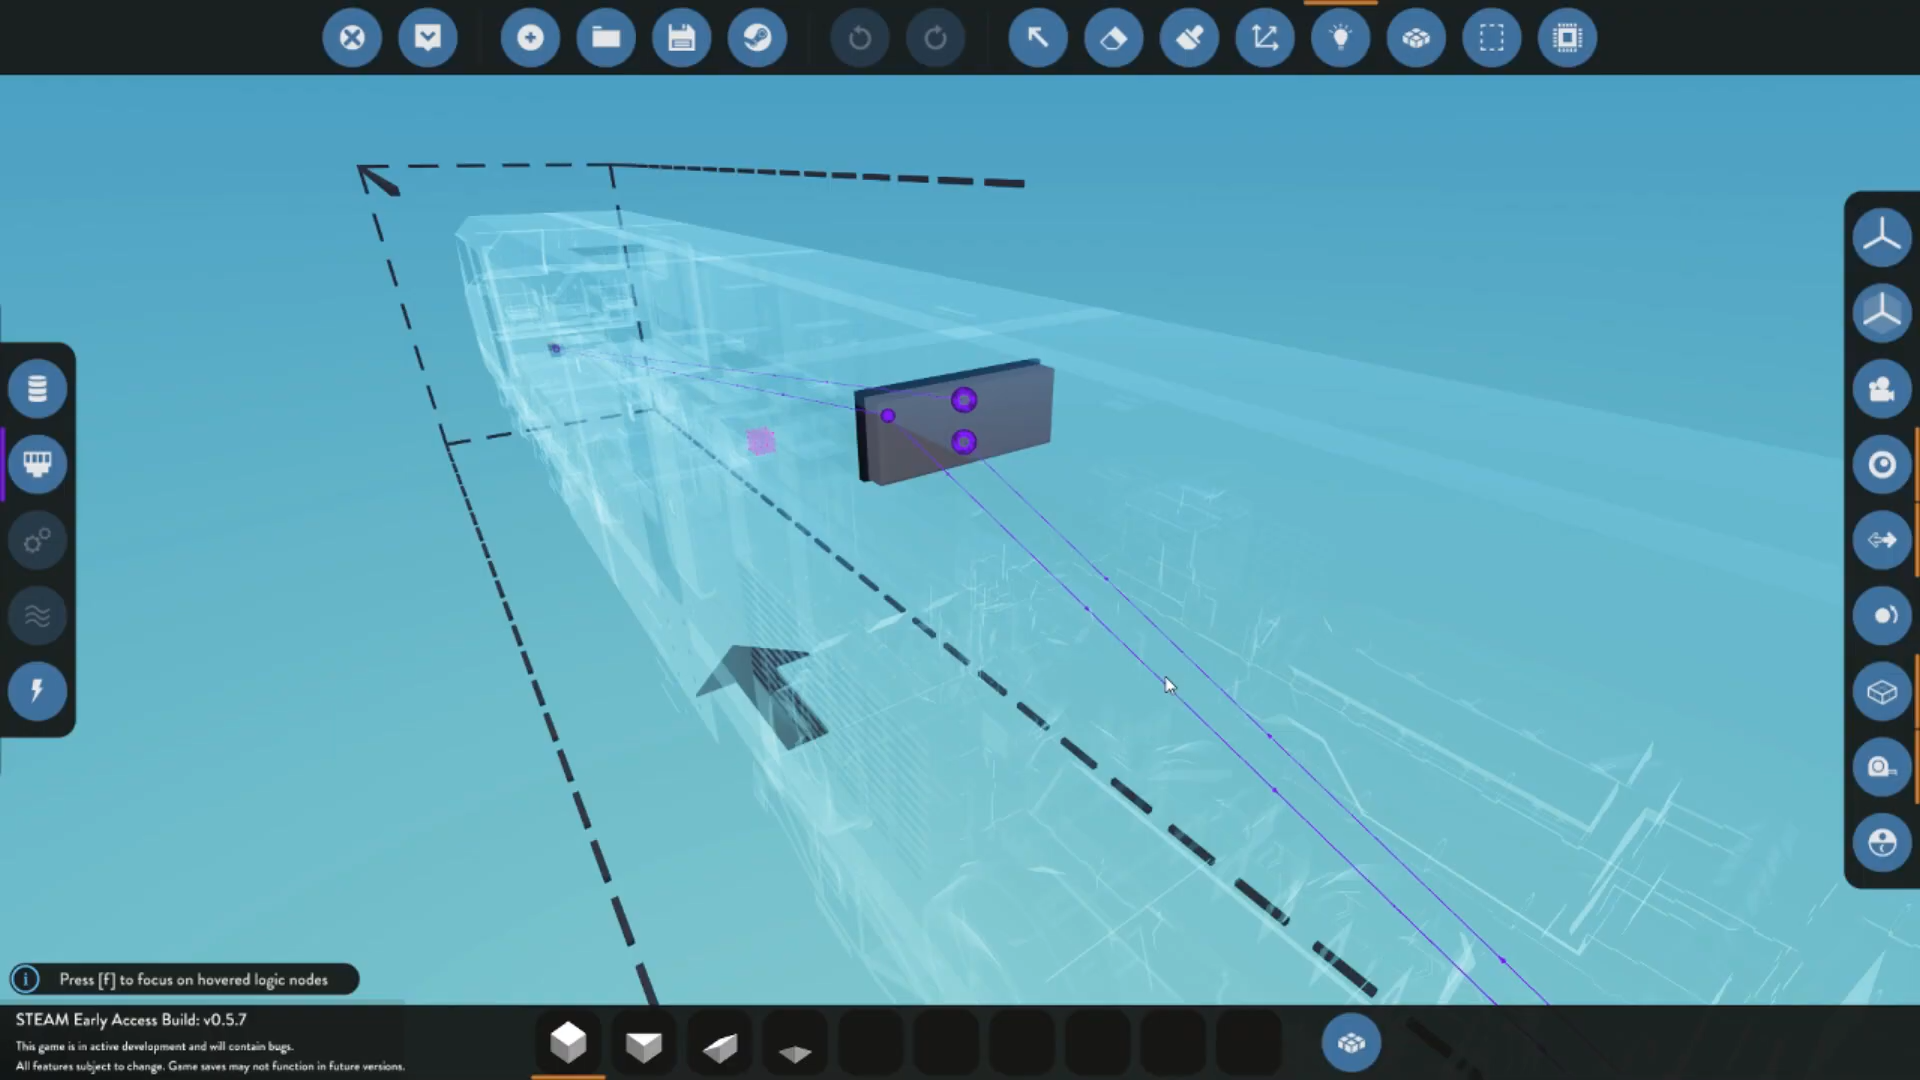 Press [f] to focus on hovered logic nodes
STEAM Early Access Build: v0.5.7
This game is in active development and will contain bugs.
All features subject to change. Game saves may not function in future versions.